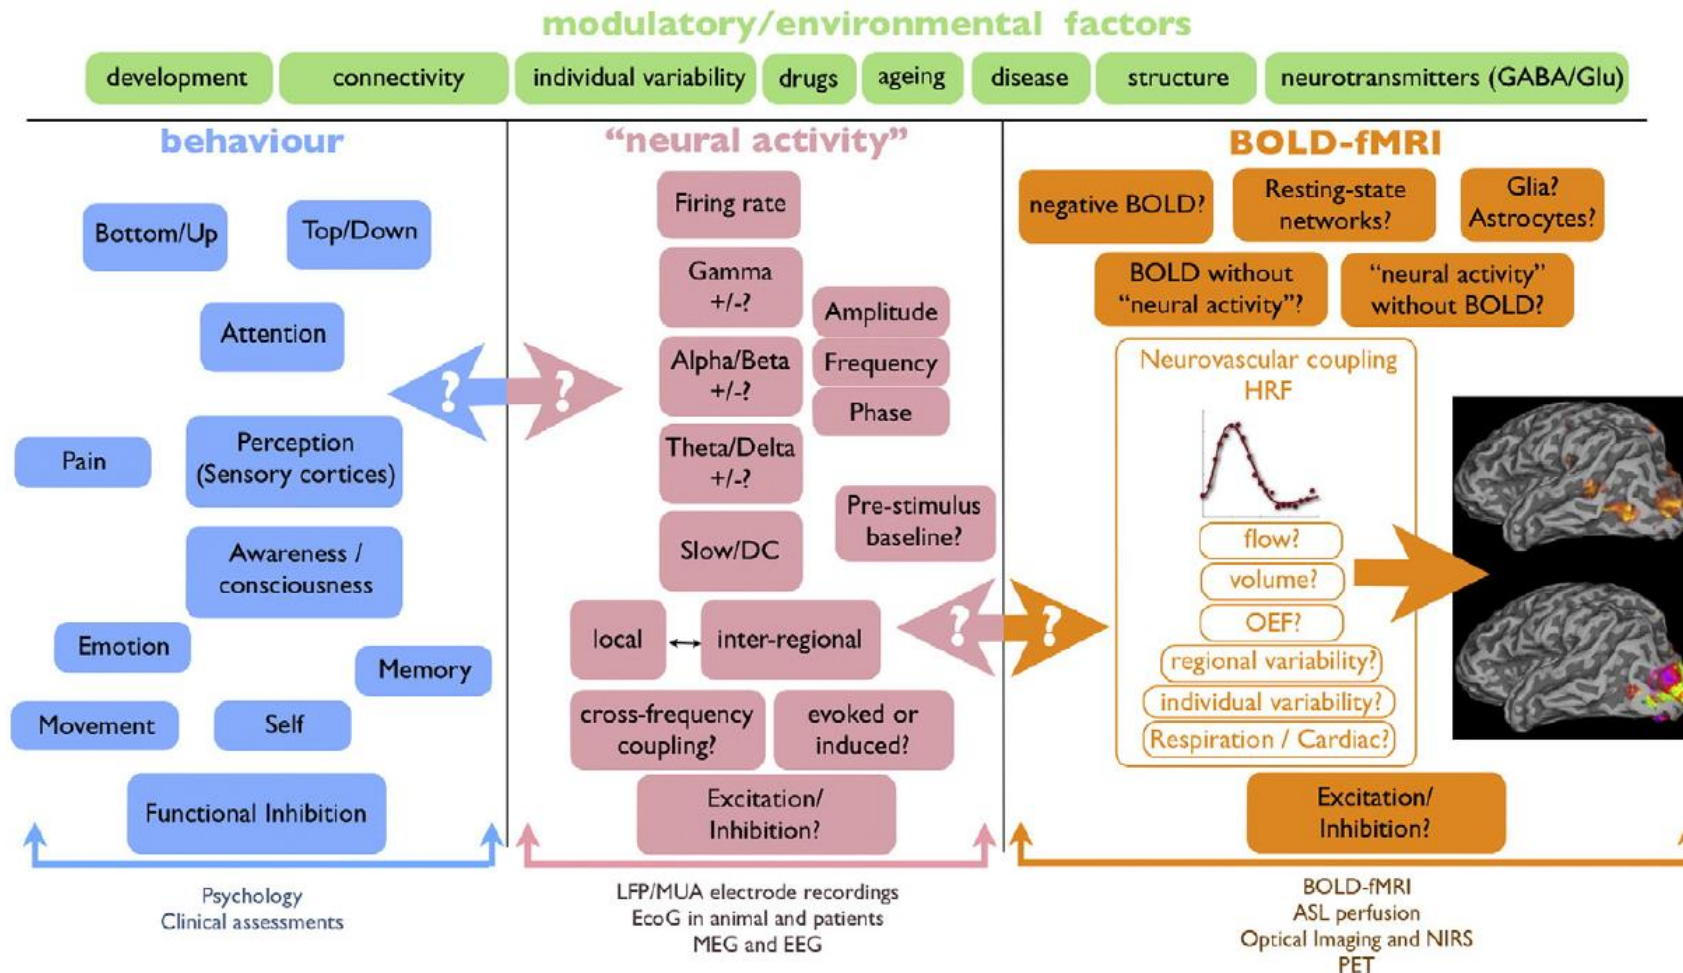 modulatory/environmental factors
development
connectivity
individual variability
drugs
ageing
disease
structure
neurotransmitters (GABA/Glu)
behaviour
Bottom/Up
Top/Down
Attention
?
Pain
Perception
(Sensory cortices)
Awareness /
consciousness
Emotion
Memory
Movement
Self
Functional Inhibition
Psychology
Clinical assessments
"neural activity"
Firing rate
Gamma
+/-?
Amplitude
?
Alpha/Beta
+/-?
Frequency
Phase
Theta/Delta
+/-?
Pre-stimulus
baseline?
Slow/DC
local
inter-regional
?
cross-frequency
coupling?
evoked or
induced?
Excitation/
Inhibition?
LFP/MUA electrode recordings
EcoG in animal and patients
MEG and EEG
BOLD-fMRI
negative BOLD?
Resting-state
networks?
Glia?
Astrocytes?
BOLD without
"neural activity"?
"neural activity"
without BOLD?
Neurovascular coupling
HRF
flow?
volume?
?
OEF?
regional variability?
individual variability?
Respiration / Cardiac?
Excitation/
Inhibition?
BOLD-fMRI
ASL perfusion
Optical Imaging and NIRS
PET